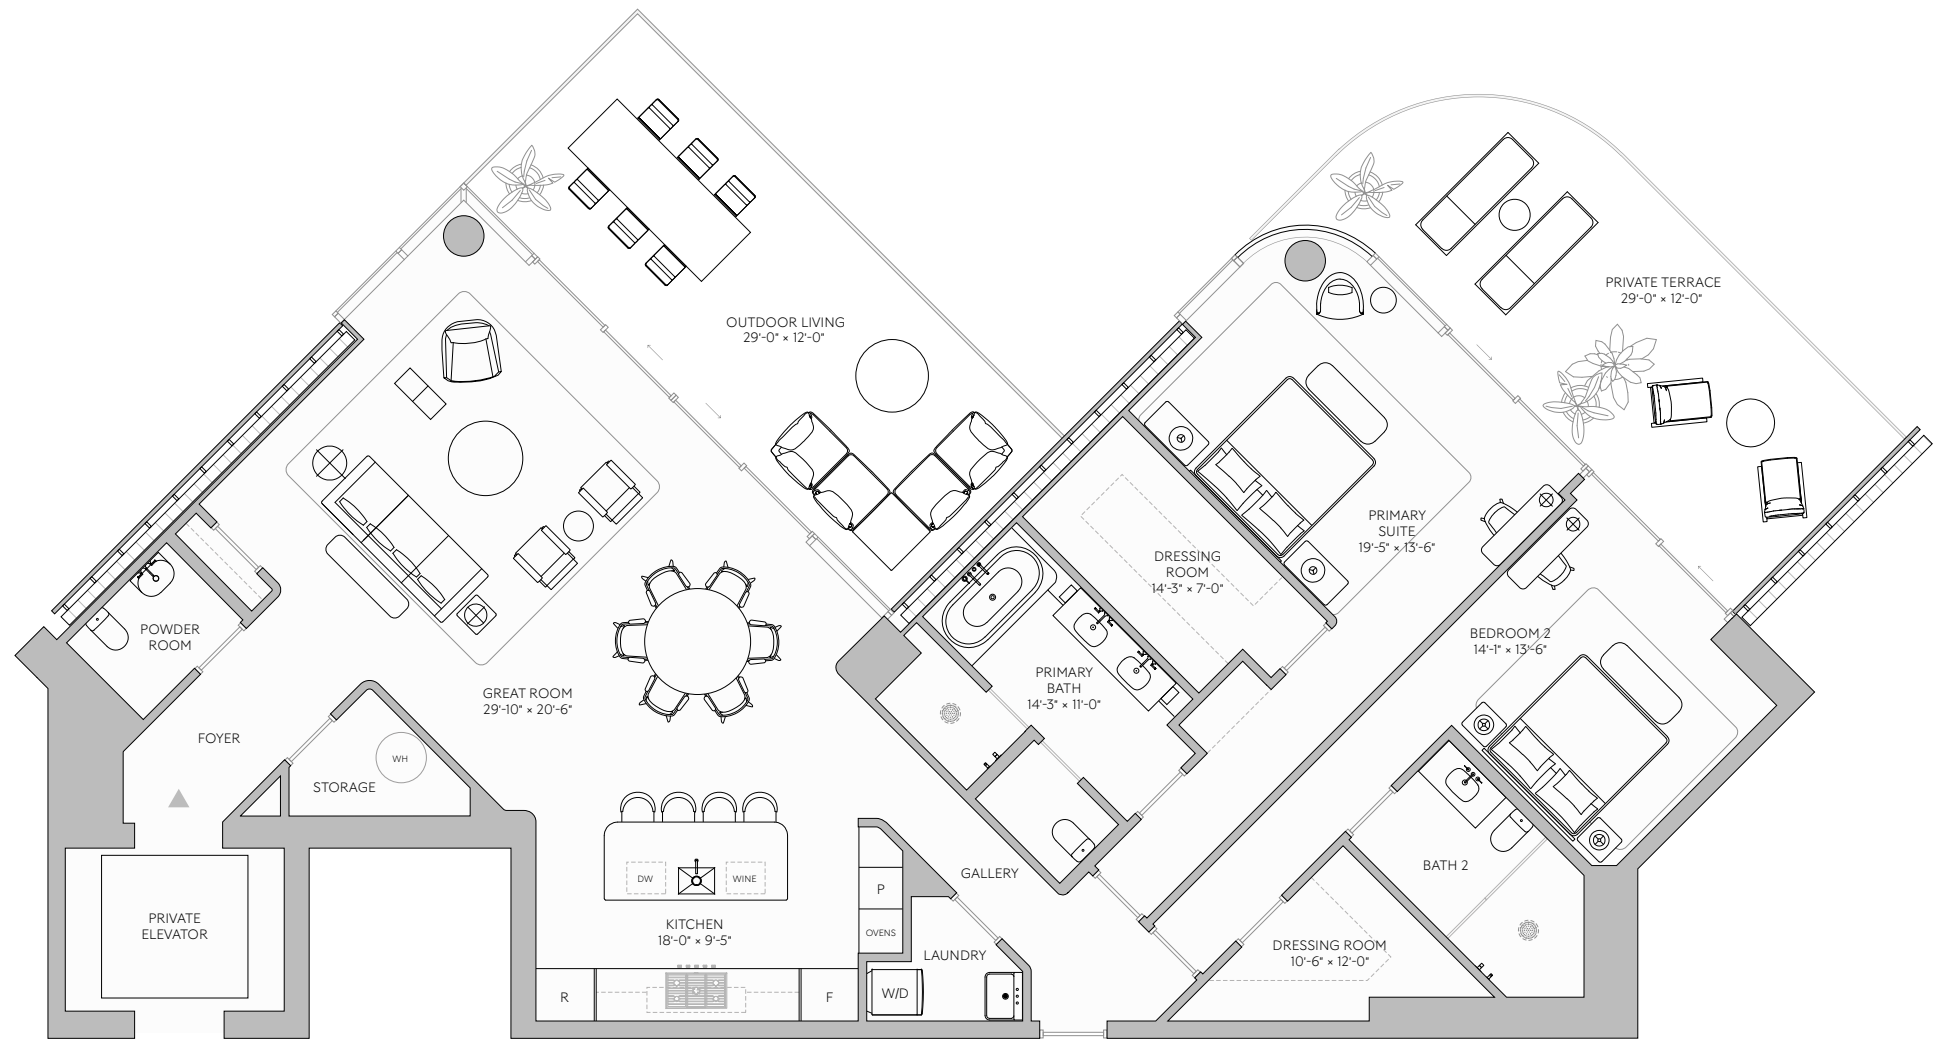 OUTDOOR LIVING
29'-0" × 12'-0"
PRIVATE TERRACE
29'-0" × 12'-0"
PRIMARY
SUITE
19'-5" × 13'-6"
DRESSING
ROOM
14'-3" × 7'-0"
POWDER
ROOM
BEDROOM 2
14'-1" × 13'-6"
PRIMARY
BATH
14'-3" × 11'-0"
GREAT ROOM
29'-10" × 20'-6"
FOYER
WH
STORAGE
GALLERY
BATH 2
DW
WINE
P
OVENS
PRIVATE
ELEVATOR
KITCHEN
18'-0" × 9'-5"
LAUNDRY
DRESSING ROOM
10'-6" × 12'-0"
R
F
W/D